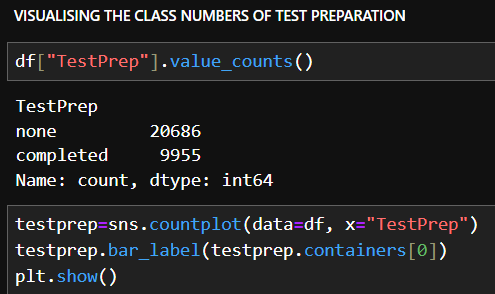 VISUALISING THE CLASS NUMBERS OF TEST PREPARATION
df["TestPrep"].value_counts()
TestPrep
none         20686
completed     9955
Name: count, dtype: int64
testprep=sns.countplot(data=df, x="TestPrep")
testprep.bar_label(testprep.containers[0])
plt.show()